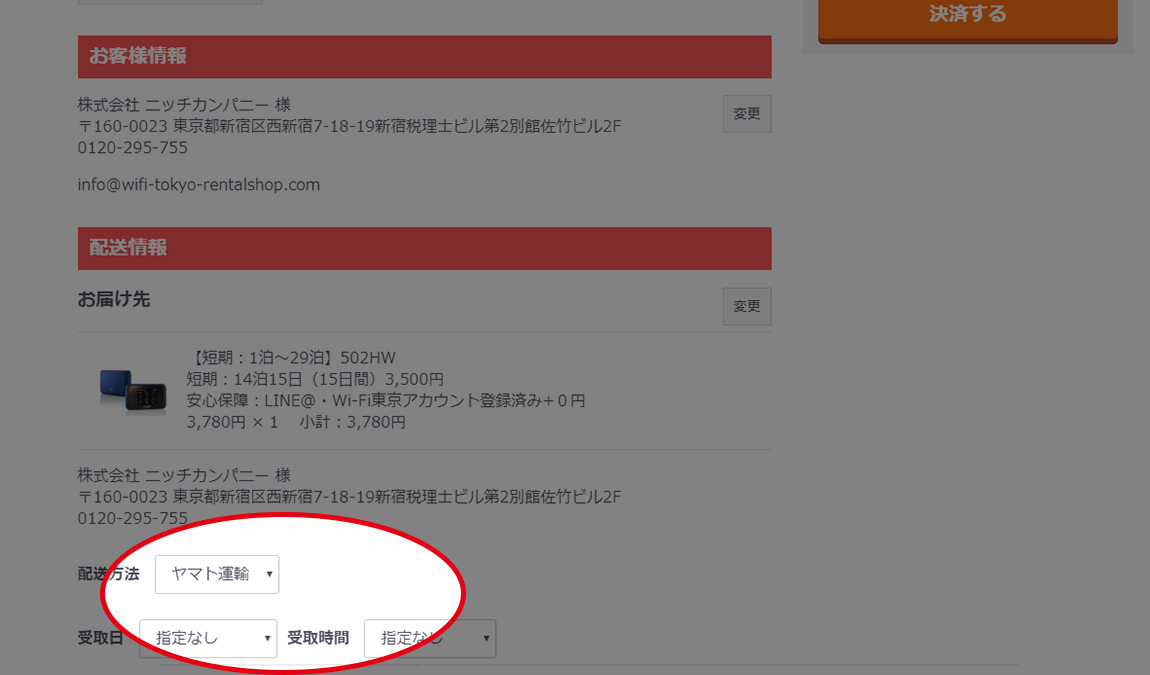 決済する
お客様情報
株式会社 ニッチカンパニー 様
変更
〒160-0023 東京都新宿区西新宿7-18-19新宿税理士ビル第2別館佐竹ビル2F
0120-295-755
info@wifi-tokyo-rentalshop.com
配送情報
お届け先
変更
【短期：1泊～29泊】502HW
短期：14泊15日（15日間）3,500円
安心保障：LINE@・Wi-Fi東京アカウント登録済み+０円
3,780円 × 1 小計：3,780円
株式会社 ニッチカンパニー 様
〒160-0023 東京都新宿区西新宿7-18-19新宿税理士ビル第2別館佐竹ビル2F
0120-295-755
配送方法 ヤマト運輸
受取日 指定なし 受取時間 指定なし